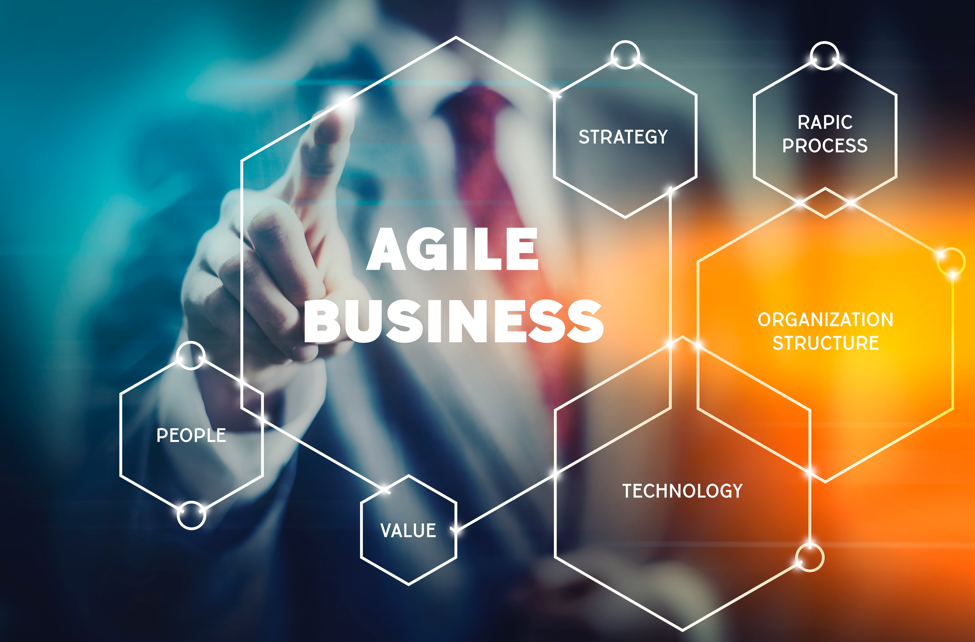 STRATEGY
RAPIC
PROCESS
AGILE
BUSINESS
ORGANIZATION
STRUCTURE
PEOPLE
TECHNOLOGY
VALUE